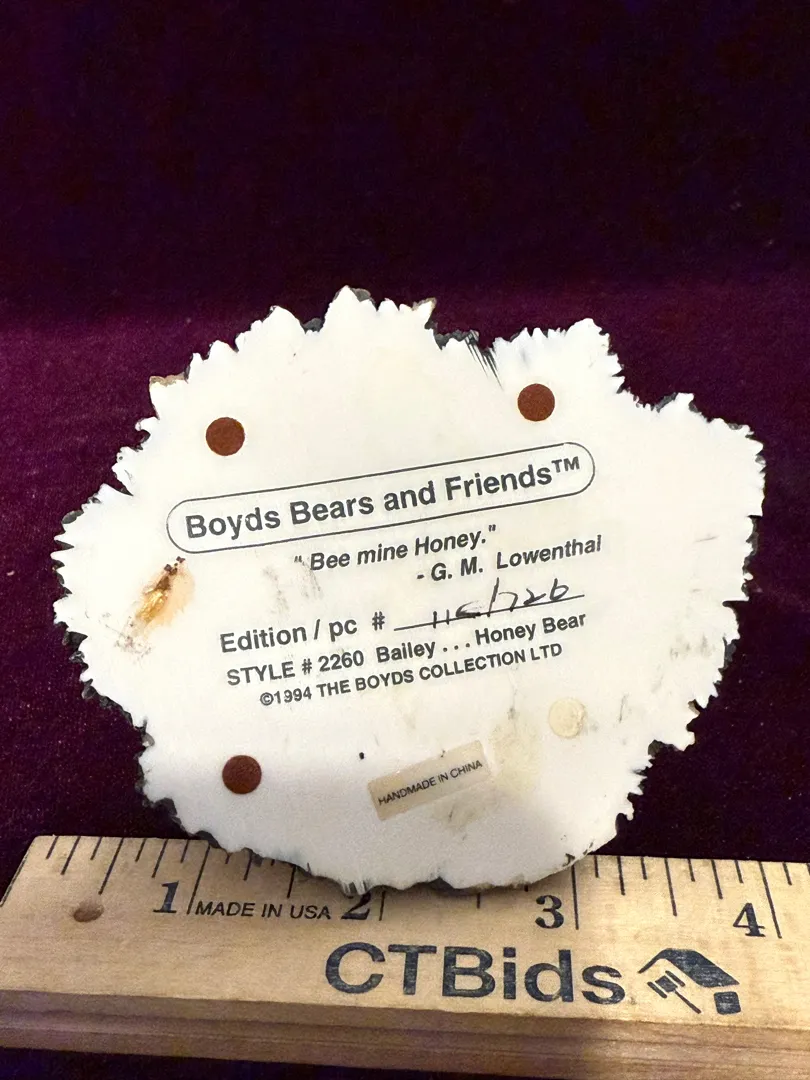 Boyds Bears and Friends™
" Bee mine Honey."
- G. M. Lowenthal
Edition / pc #
STYLE # 2260 Bailey . . . Honey Bear
©1994 THE BOYDS COLLECTION LTD
HANDMADE IN CHINA
1 MADE IN USA 2 3 4
CTBids